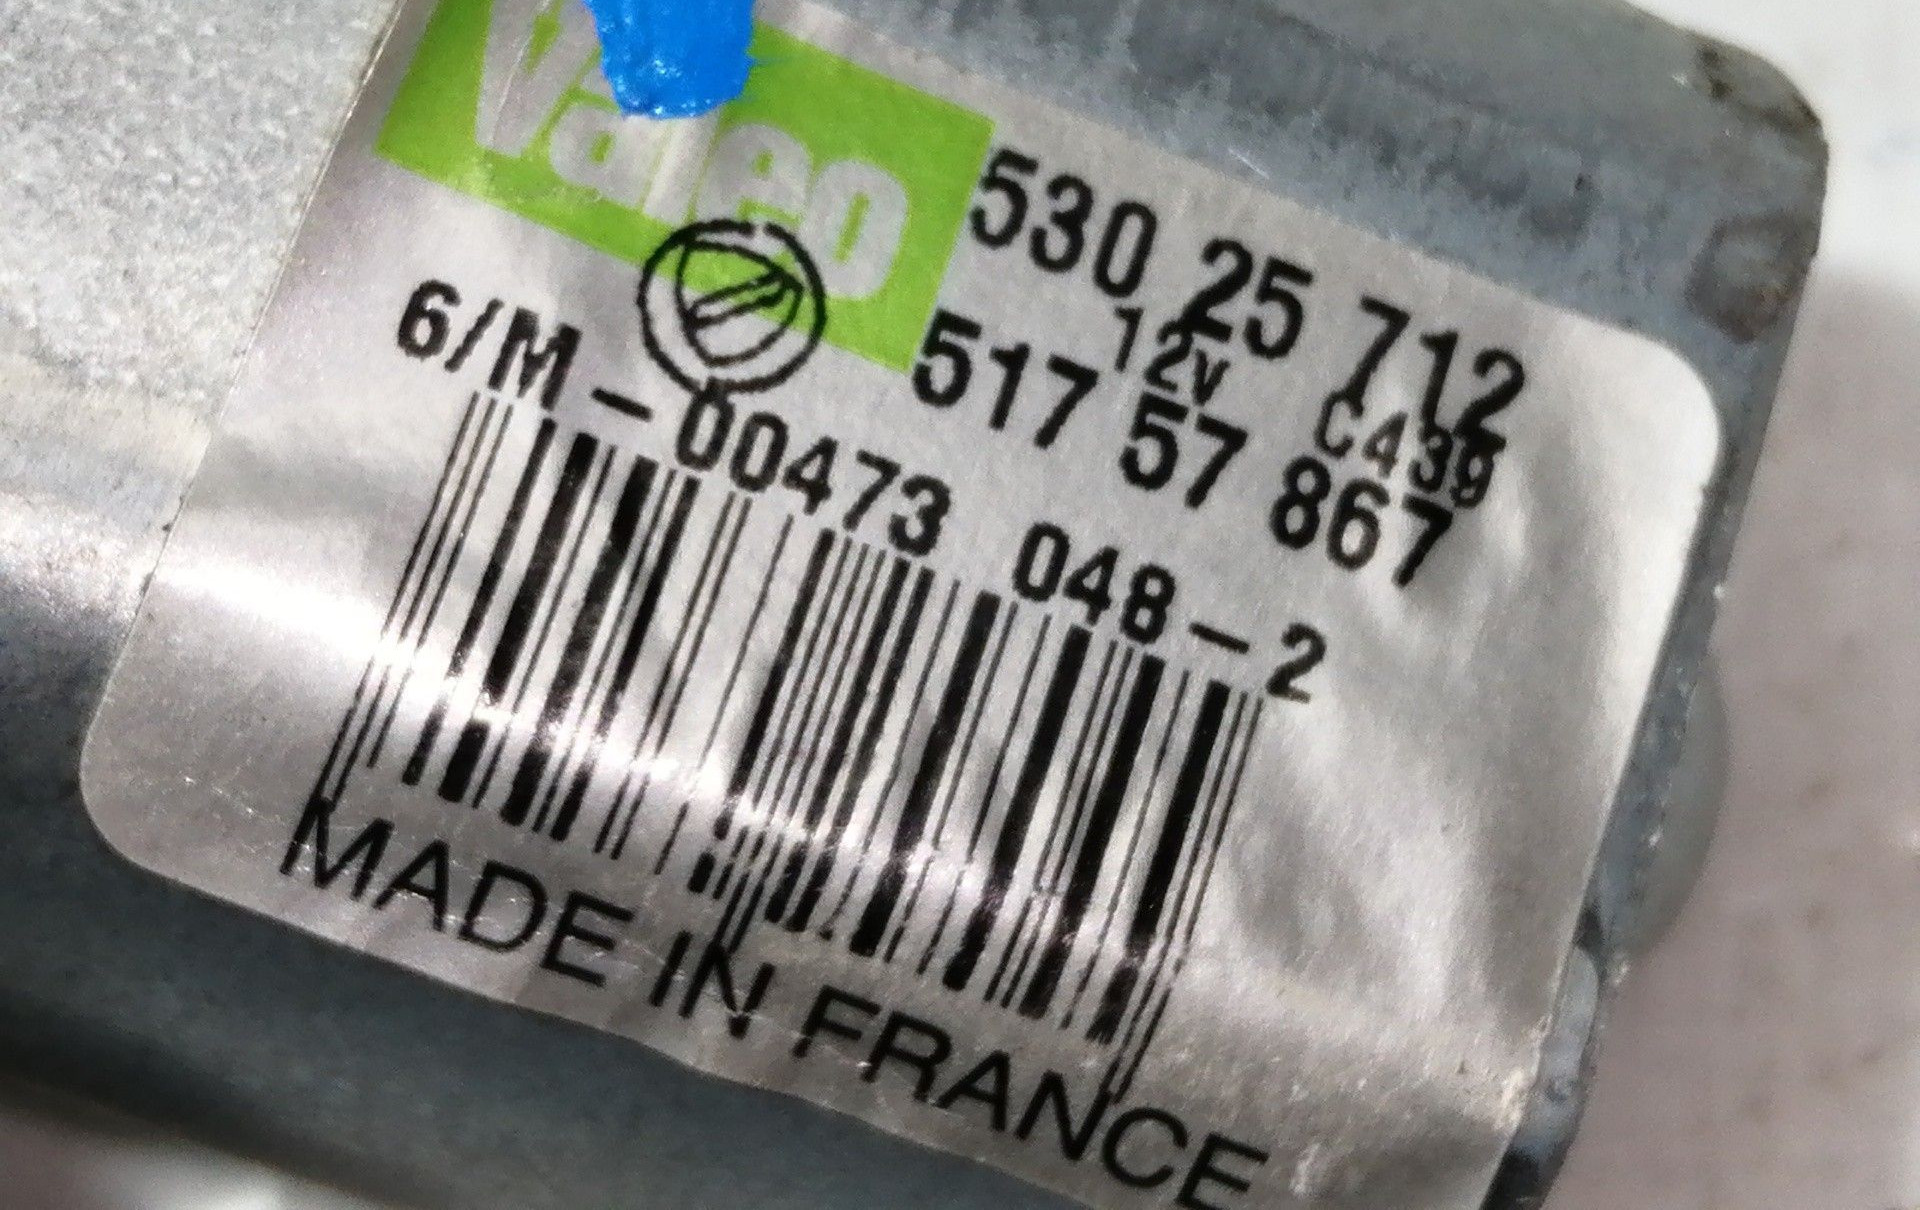 Valeo
530 25 712
12v C439
517 57 867
6/M - 00473 048 - 2
MADE IN FRANCE